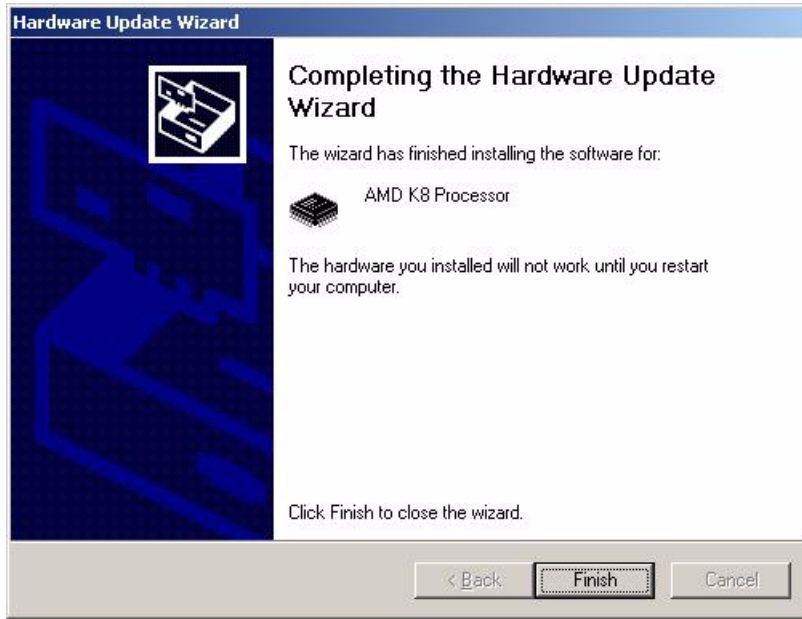 Hardware Update Wizard
Completing the Hardware Update
Wizard
The wizard has finished installing the software for:
AMD K8 Processor
The hardware you installed will not work until you restart
your computer.
Click Finish to close the wizard.
< Back
Finish
Cancel